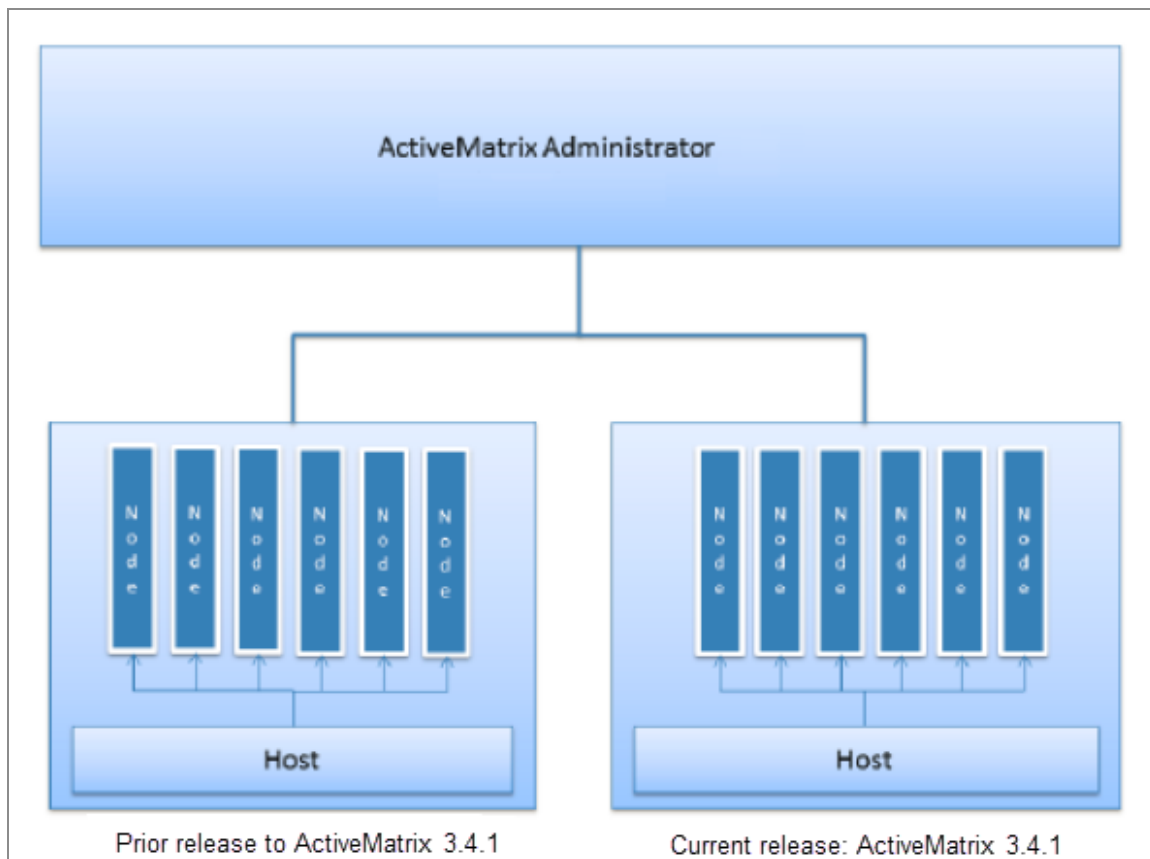 ActiveMatrix Administrator
Node
Node
Node
Node
Node
Node
Node
Node
Node
Node
Node
Node
Host
Host
Prior release to ActiveMatrix 3.4.1
Current release: ActiveMatrix 3.4.1